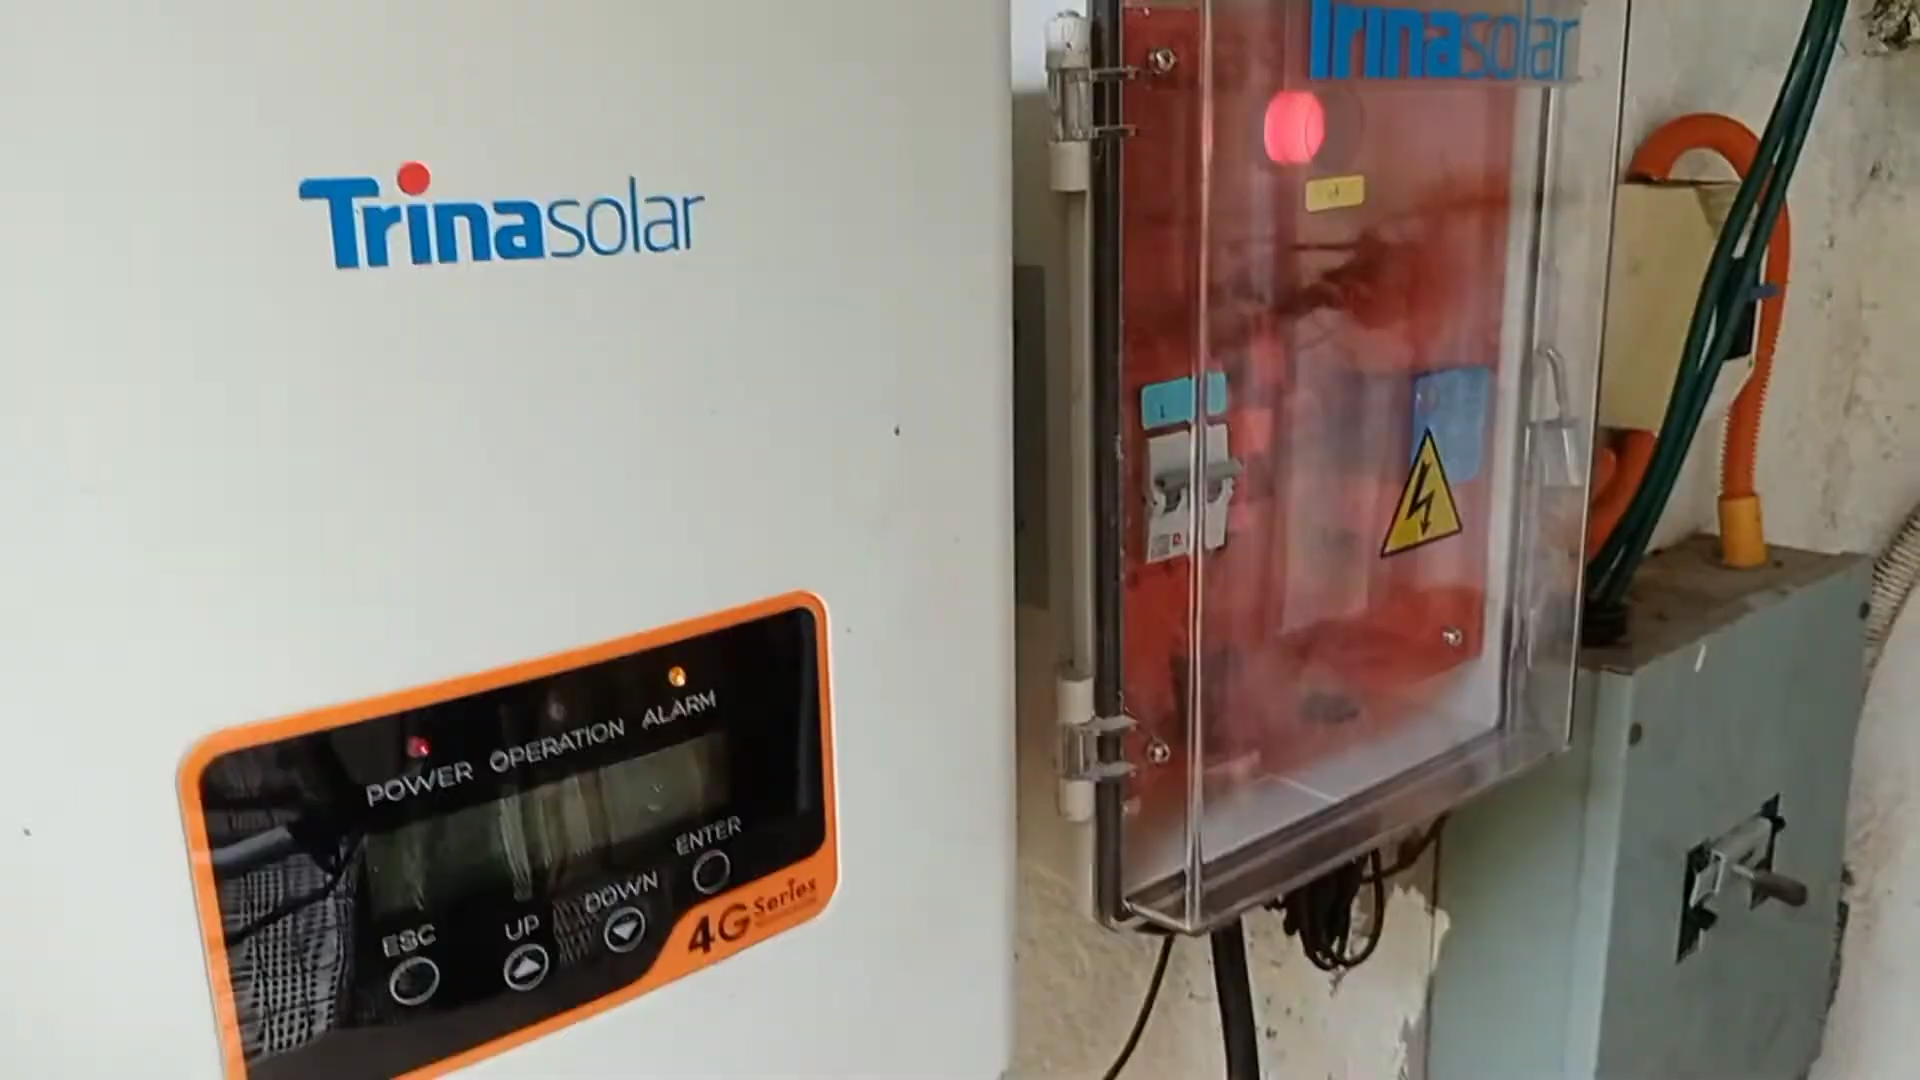 Trinasolar
Trinasolar
POWER OPERATION ALARM
ESC UP DOWN ENTER
4G Series